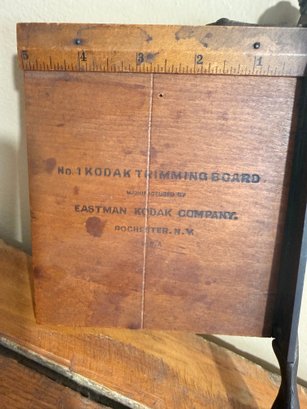 5 4 3 2 1
No. 1 KODAK TRIMMING BOARD
MANUFACTURED BY
EASTMAN KODAK COMPANY.
ROCHESTER. N.Y.